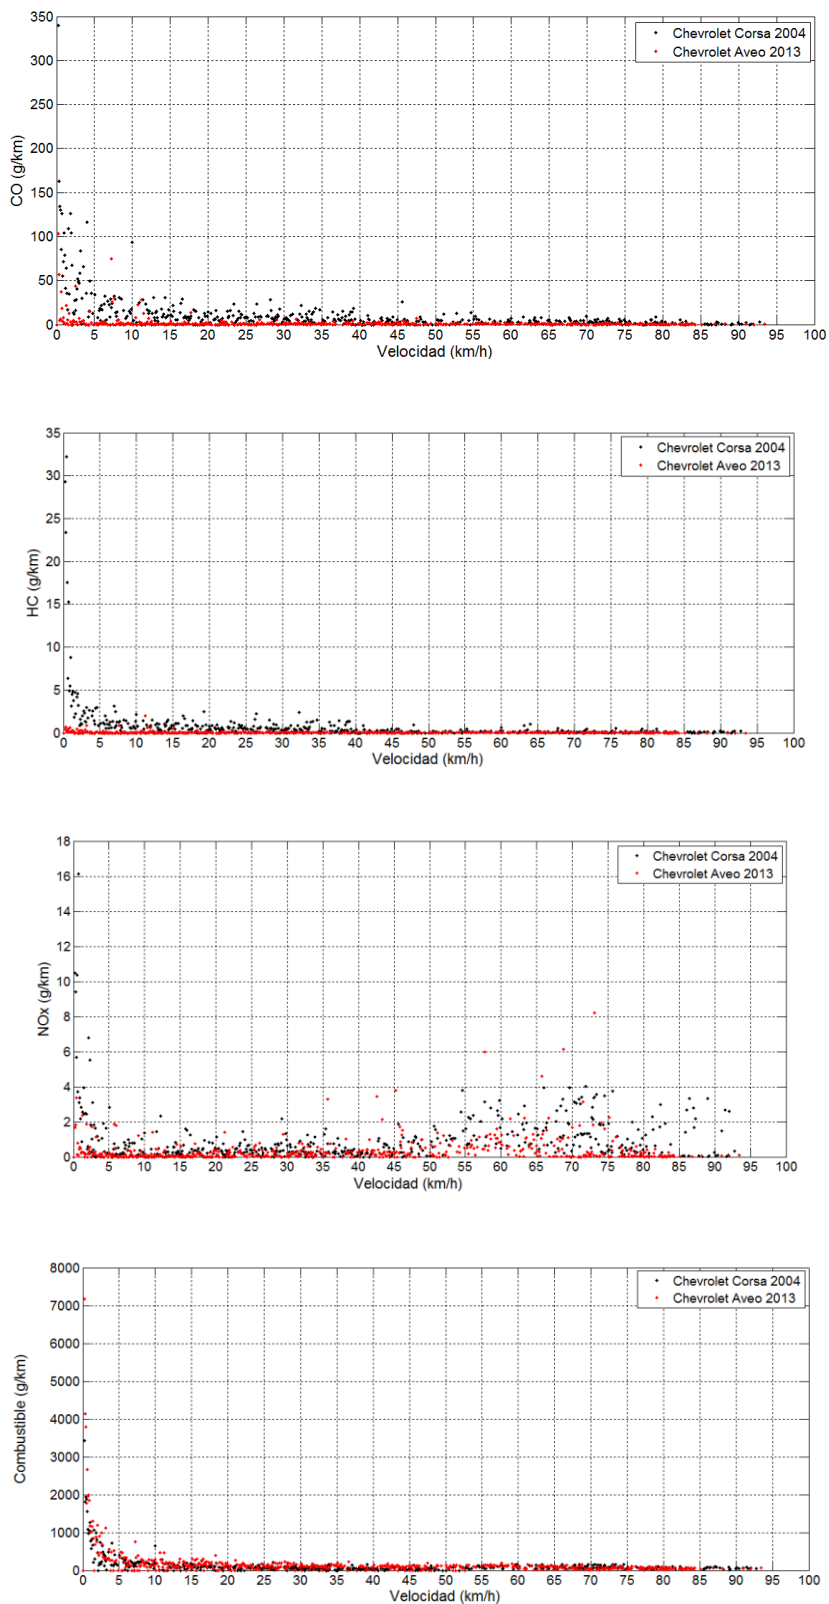 350
300
250
200
150
100
50
0
CO (g/km)
Chevrolet Corsa 2004
Chevrolet Aveo 2013
0 5 10 15 20 25 30 35 40 45 50 55 60 65 70 75 80 85 90 95 100
Velocidad (km/h)
35
30
25
20
15
10
5
0
HC (g/km)
Chevrolet Corsa 2004
Chevrolet Aveo 2013
0 5 10 15 20 25 30 35 40 45 50 55 60 65 70 75 80 85 90 95 100
Velocidad (km/h)
18
16
14
12
10
8
6
4
2
0
NOx (g/km)
Chevrolet Corsa 2004
Chevrolet Aveo 2013
0 5 10 15 20 25 30 35 40 45 50 55 60 65 70 75 80 85 90 95 100
Velocidad (km/h)
8000
7000
6000
5000
4000
3000
2000
1000
0
Combustible (g/km)
Chevrolet Corsa 2004
Chevrolet Aveo 2013
0 5 10 15 20 25 30 35 40 45 50 55 60 65 70 75 80 85 90 95 100
Velocidad (km/h)